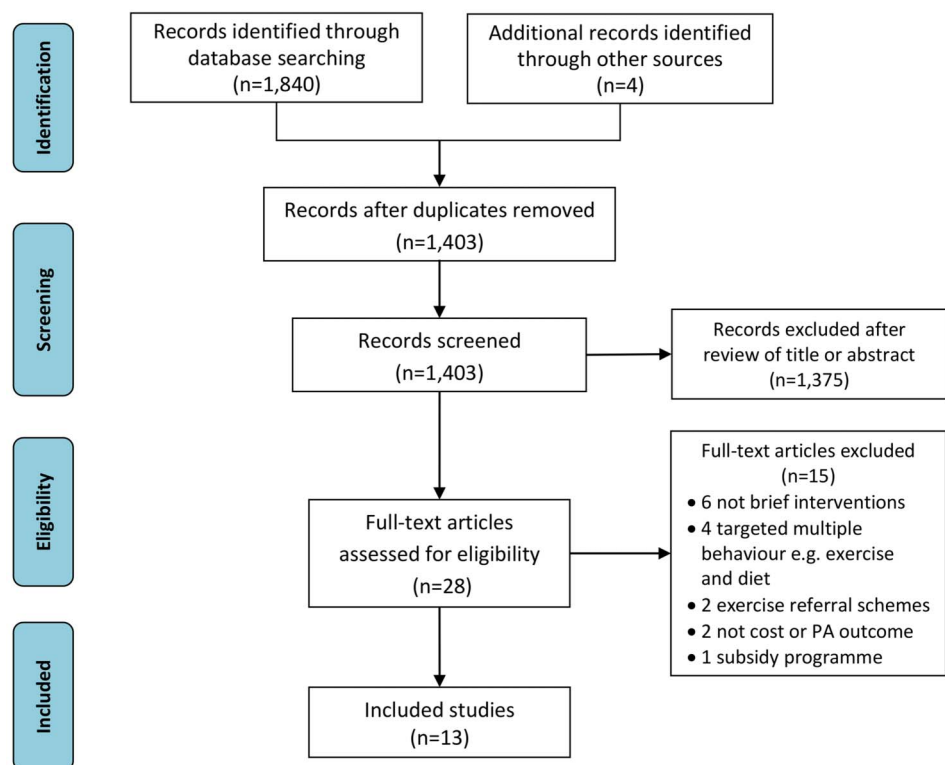 Identification
Records identified through
database searching
(n=1,840)
Additional records identified
through other sources
(n=4)
Records after duplicates removed
(n=1,403)
Screening
Records screened
(n=1,403)
Records excluded after
review of title or abstract
(n=1,375)
Eligibility
Full-text articles
assessed for eligibility
(n=28)
Full-text articles excluded
(n=15)
• 6 not brief interventions
• 4 targeted multiple
behaviour e.g. exercise
and diet
• 2 exercise referral schemes
• 2 not cost or PA outcome
• 1 subsidy programme
Included
Included studies
(n=13)